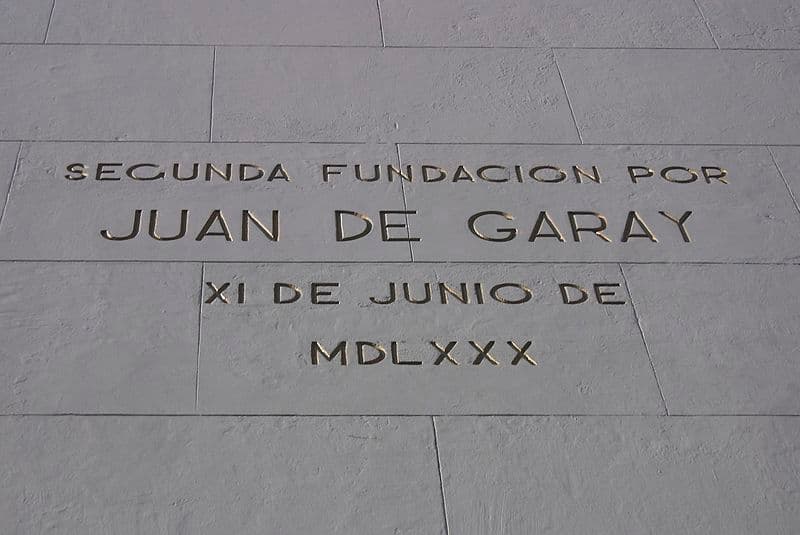 SEGUNDA FUNDACION POR
JUAN DE GARAY
XI DE JUNIO DE
MDLXXX